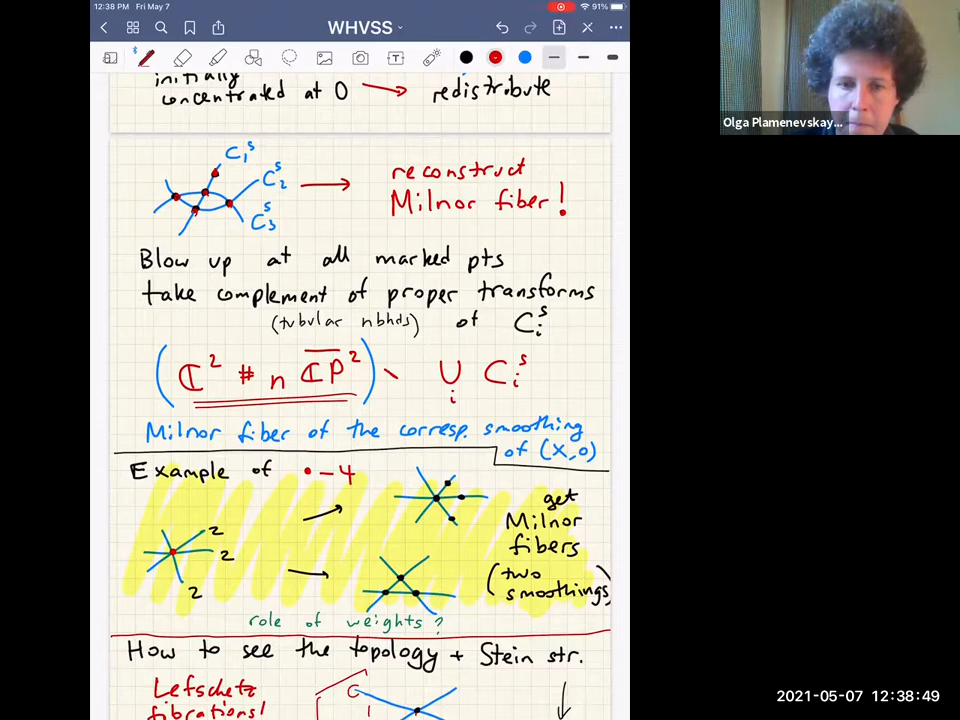 12:38 PM Fri May 7
91%
WHVSS
Olga Plamenevskay...
initially
concentrated at 0 → redistribute
C₁ˢ
C₂ˢ
C₃ˢ
→ reconstruct
Milnor fiber!
Blow up at all marked pts
take complement of proper transforms
(tubular nbhds) of Cᵢˢ
(ℂ² # n \overline{ℂP}²) \ ∪ᵢ Cᵢˢ
Milnor fiber of the corresp. smoothing
of (X,0)
Example of • -4
2
2
2
get
Milnor
fibers
(two
smoothings)
role of weights?
How to see the topology + Stein str.
Lefschetz
fibrations!
2021-05-07 12:38:49